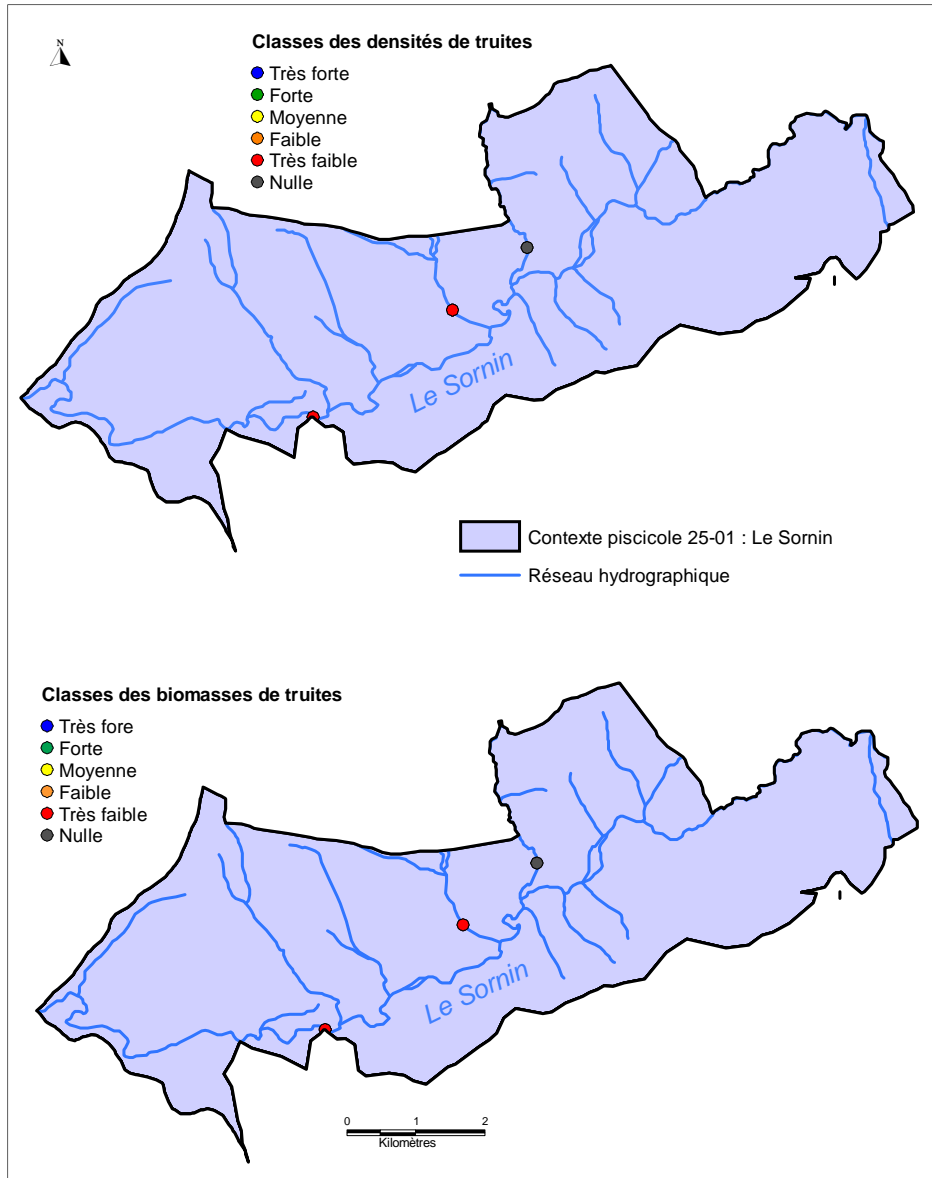 N
Classes des densités de truites
Très forte
Forte
Moyenne
Faible
Très faible
Nulle
Le Sornin
Contexte piscicole 25-01 : Le Sornin
Réseau hydrographique
Classes des biomasses de truites
Très fore
Forte
Moyenne
Faible
Très faible
Nulle
Le Sornin
0 1 2
Kilomètres